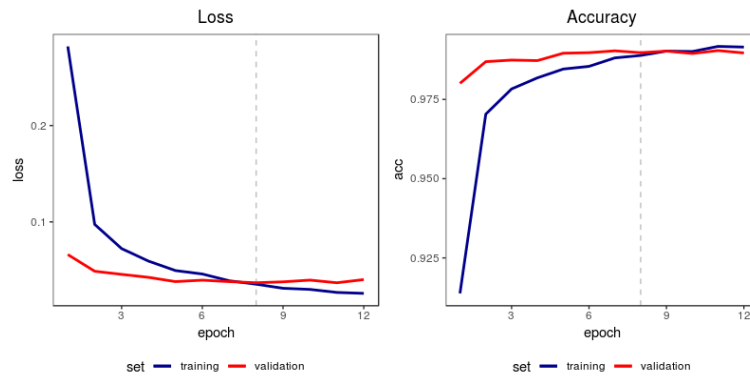 Loss
0.2
0.1
loss
3
6
9
12
epoch
set training validation
Accuracy
0.975
0.950
0.925
acc
3
6
9
12
epoch
set training validation